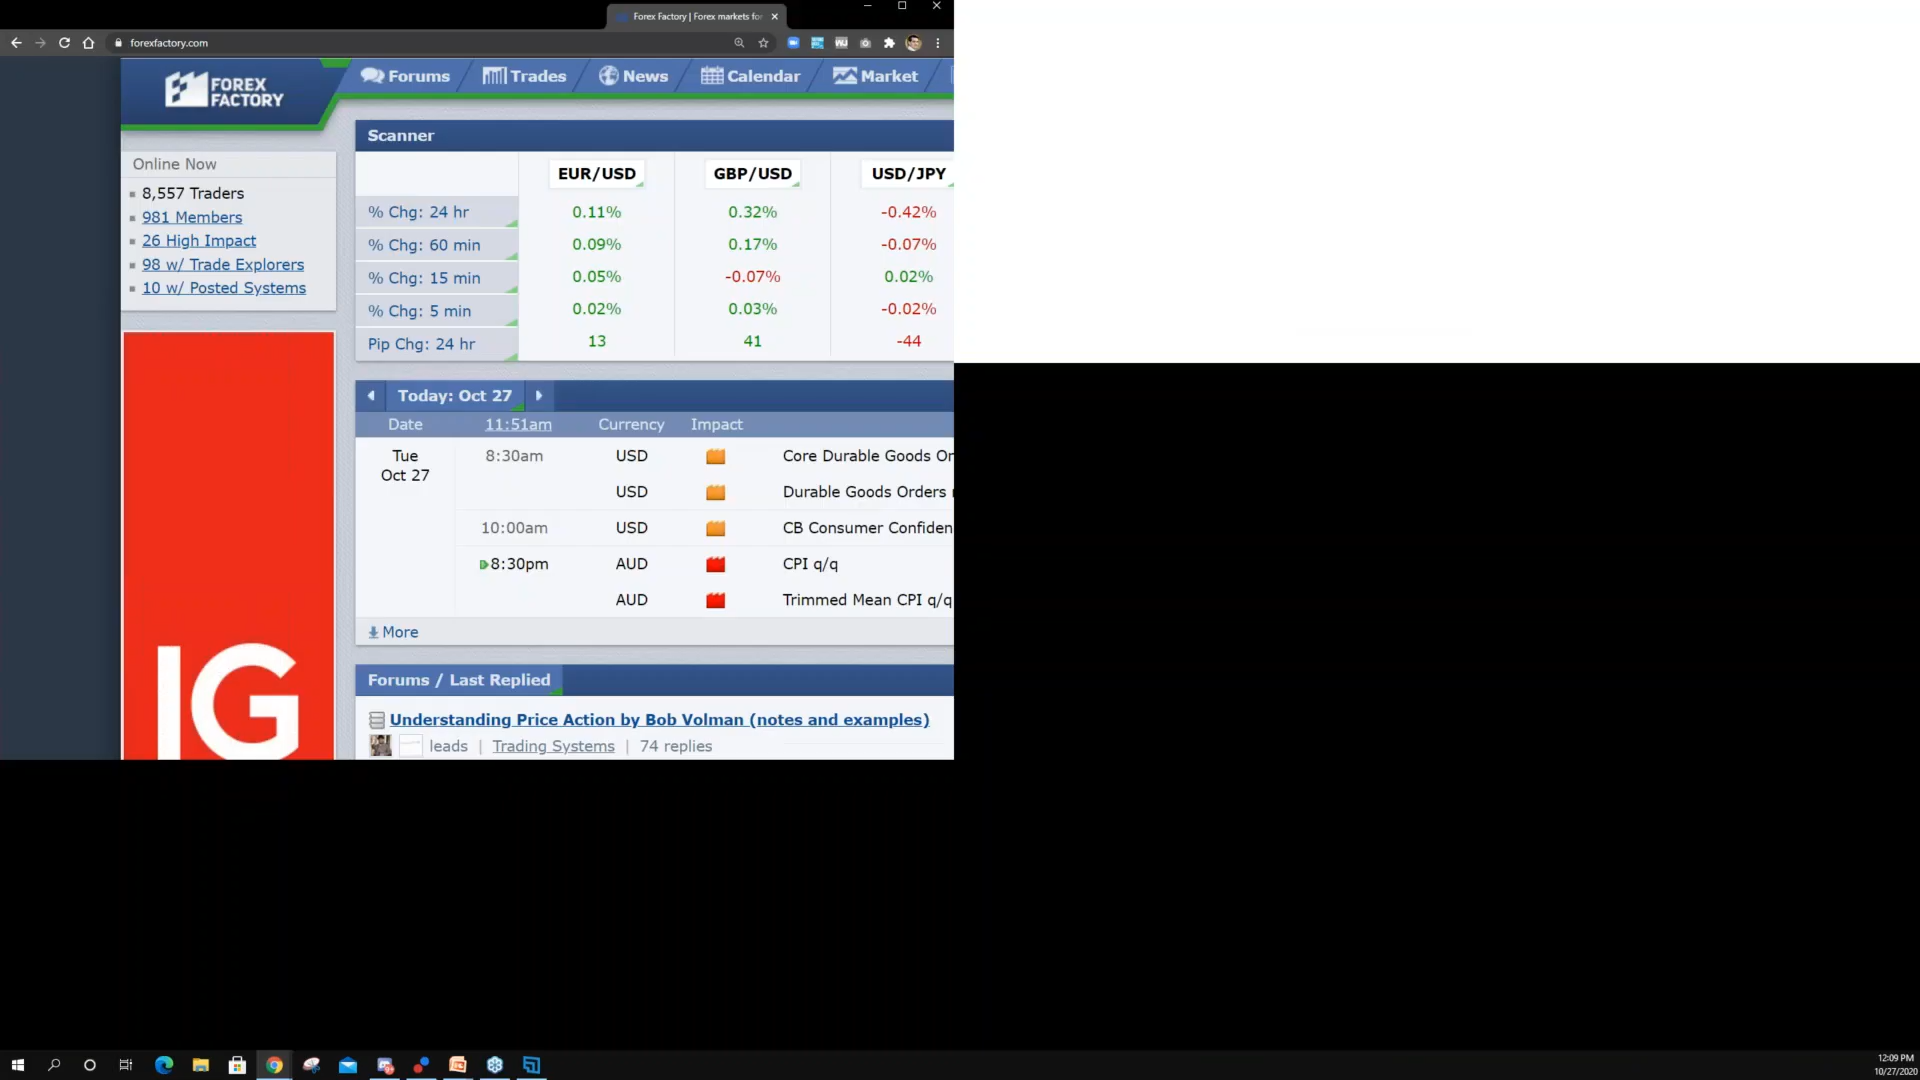 Forex Factory | Forex markets for
forexfactory.com
FOREX FACTORY
Forums
Trades
News
Calendar
Market
Online Now
8,557 Traders
981 Members
26 High Impact
98 w/ Trade Explorers
10 w/ Posted Systems
IG
Scanner
EUR/USD GBP/USD USD/JPY
% Chg: 24 hr 0.11% 0.32% -0.42%
% Chg: 60 min 0.09% 0.17% -0.07%
% Chg: 15 min 0.05% -0.07% 0.02%
% Chg: 5 min 0.02% 0.03% -0.02%
Pip Chg: 24 hr 13 41 -44
Today: Oct 27
Date 11:51am Currency Impact
Tue Oct 27 8:30am USD Core Durable Goods Or
USD Durable Goods Orders
10:00am USD CB Consumer Confiden
8:30pm AUD CPI q/q
AUD Trimmed Mean CPI q/q
More
Forums / Last Replied
Understanding Price Action by Bob Volman (notes and examples)
leads | Trading Systems | 74 replies
12:09 PM
10/27/2020